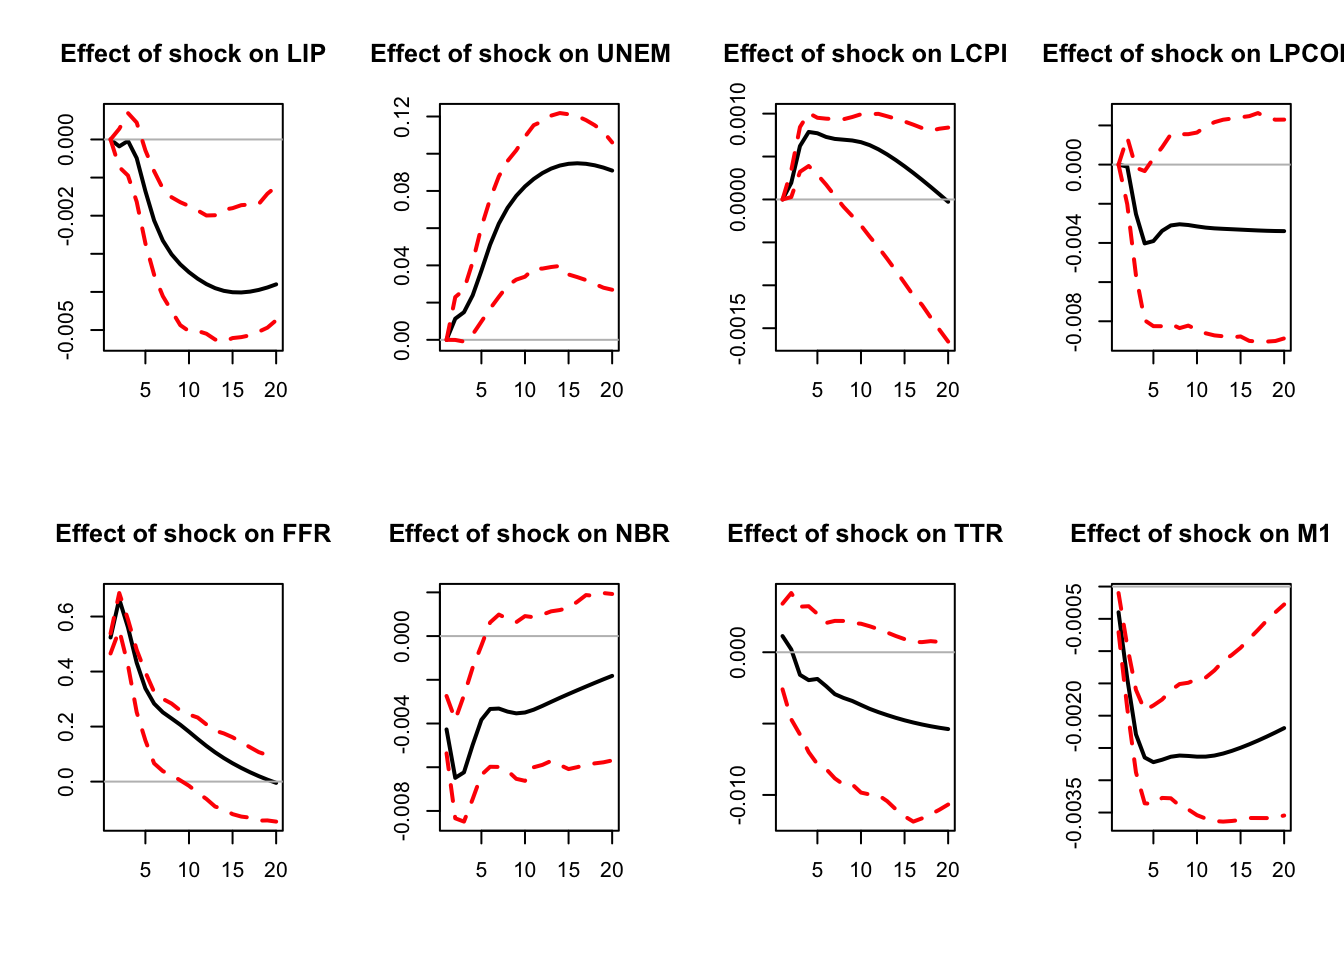 Effect of shock on LIP
0.000
-0.002
-0.005
5 10 15 20
Effect of shock on UNEM
0.12
0.08
0.04
0.00
5 10 15 20
Effect of shock on LCPI
0.0010
0.0000
-0.0015
5 10 15 20
Effect of shock on LPCO
0.000
-0.004
-0.008
5 10 15 20
Effect of shock on FFR
0.6
0.4
0.2
0.0
5 10 15 20
Effect of shock on NBR
0.000
-0.004
-0.008
5 10 15 20
Effect of shock on TTR
0.000
-0.010
5 10 15 20
Effect of shock on M1
-0.0005
-0.0020
-0.0035
5 10 15 20